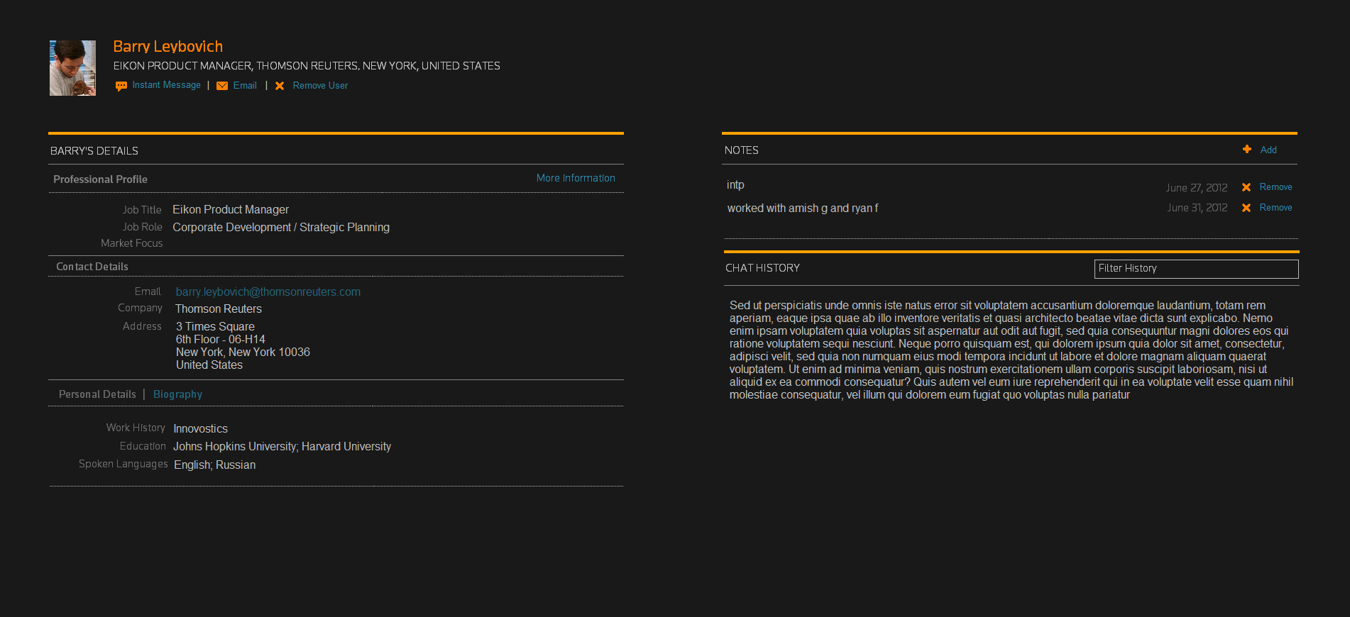 Barry Leybovich
EIKON PRODUCT MANAGER, THOMSON REUTERS, NEW YORK, UNITED STATES
Instant Message | Email | Remove User
BARRY'S DETAILS
Professional Profile More Information
Job Title Eikon Product Manager
Job Role Corporate Development / Strategic Planning
Market Focus
Contact Details
Email barry.leybovich@thomsonreuters.com
Company Thomson Reuters
Address 3 Times Square
6th Floor - 06-H14
New York, New York 10036
United States
Personal Details | Biography
Work History Innovostics
Education Johns Hopkins University; Harvard University
Spoken Languages English; Russian
NOTES Add
intp June 27, 2012 Remove
worked with amish g and ryan f June 31, 2012 Remove
CHAT HISTORY Filter History
Sed ut perspiciatis unde omnis iste natus error sit voluptatem accusantium doloremque laudantium, totam rem
aperiam, eaque ipsa quae ab illo inventore veritatis et quasi architecto beatae vitae dicta sunt explicabo. Nemo
enim ipsam voluptatem quia voluptas sit aspernatur aut odit aut fugit, sed quia consequuntur magni dolores eos qui
ratione voluptatem sequi nesciunt. Neque porro quisquam est, qui dolorem ipsum quia dolor sit amet, consectetur,
adipisci velit, sed quia non numquam eius modi tempora incidunt ut labore et dolore magnam aliquam quaerat
voluptatem. Ut enim ad minima veniam, quis nostrum exercitationem ullam corporis suscipit laboriosam, nisi ut
aliquid ex ea commodi consequatur? Quis autem vel eum iure reprehenderit qui in ea voluptate velit esse quam nihil
molestiae consequatur, vel illum qui dolorem eum fugiat quo voluptas nulla pariatur